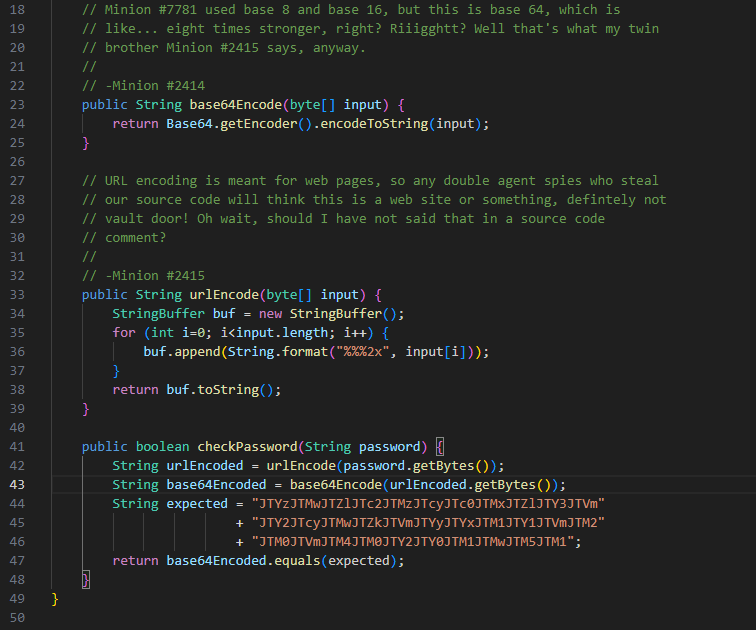 18 // Minion #7781 used base 8 and base 16, but this is base 64, which is
19 // like... eight times stronger, right? Riiigghtt? Well that's what my twin
20 // brother Minion #2415 says, anyway.
21 //
22 // -Minion #2414
23 public String base64Encode(byte[] input) {
24 return Base64.getEncoder().encodeToString(input);
25 }
26
27 // URL encoding is meant for web pages, so any double agent spies who steal
28 // our source code will think this is a web site or something, defintely not
29 // vault door! Oh wait, should I have not said that in a source code
30 // comment?
31 //
32 // -Minion #2415
33 public String urlEncode(byte[] input) {
34 StringBuffer buf = new StringBuffer();
35 for (int i=0; i<input.length; i++) {
36 buf.append(String.format("%%%2x", input[i]));
37 }
38 return buf.toString();
39 }
40
41 public boolean checkPassword(String password) {
42 String urlEncoded = urlEncode(password.getBytes());
43 String base64Encoded = base64Encode(urlEncoded.getBytes());
44 String expected = "JTYzJTMwJTZlJTc2JTMzJTcyJTc0JTMxJTZlJTY3JTVm"
45 + "JTY2JTcyJTMwJTZkJTVmJTYyJTYxJTM1JTY1JTVmJTM2"
46 + "JTM0JTVmJTM4JTM0JTY2JTY0JTM1JTMwJTM5JTM1";
47 return base64Encoded.equals(expected);
48 }
49 }
50